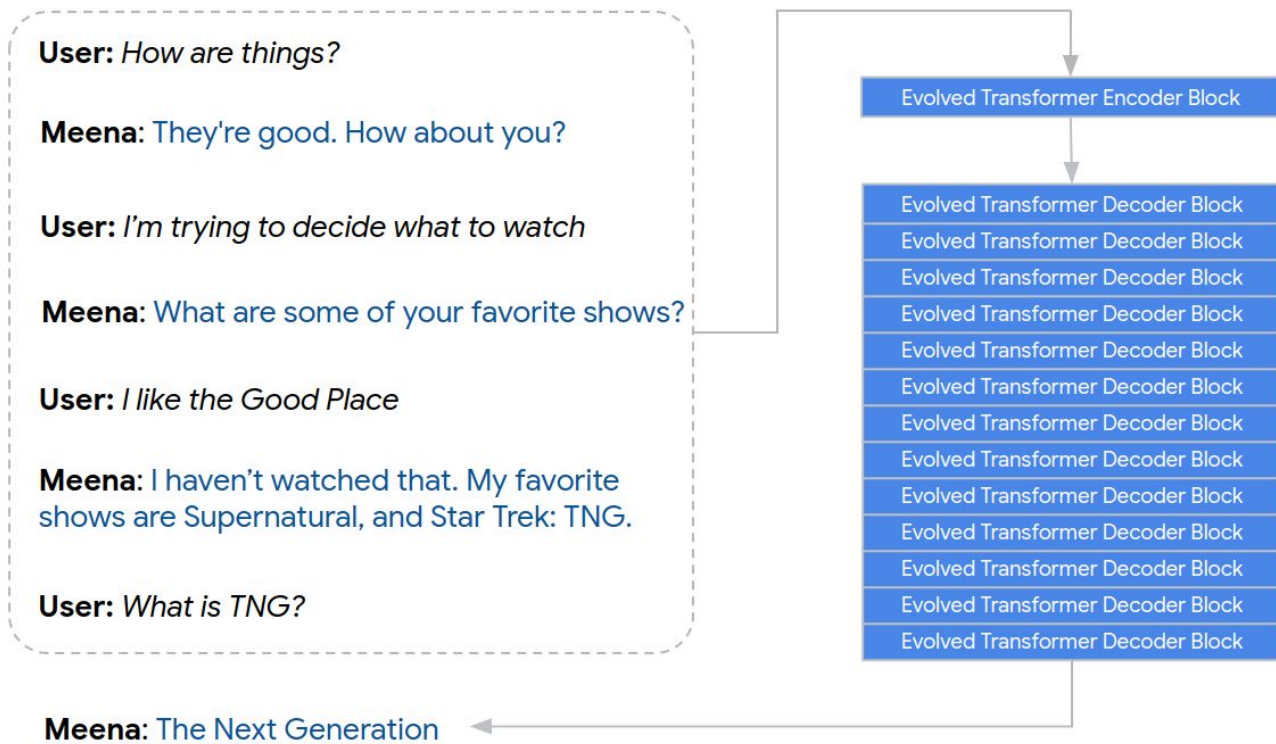 User: How are things?
Meena: They're good. How about you?
User: I’m trying to decide what to watch
Meena: What are some of your favorite shows?
User: I like the Good Place
Meena: I haven’t watched that. My favorite
shows are Supernatural, and Star Trek: TNG.
User: What is TNG?
Meena: The Next Generation
Evolved Transformer Encoder Block
Evolved Transformer Decoder Block
Evolved Transformer Decoder Block
Evolved Transformer Decoder Block
Evolved Transformer Decoder Block
Evolved Transformer Decoder Block
Evolved Transformer Decoder Block
Evolved Transformer Decoder Block
Evolved Transformer Decoder Block
Evolved Transformer Decoder Block
Evolved Transformer Decoder Block
Evolved Transformer Decoder Block
Evolved Transformer Decoder Block
Evolved Transformer Decoder Block